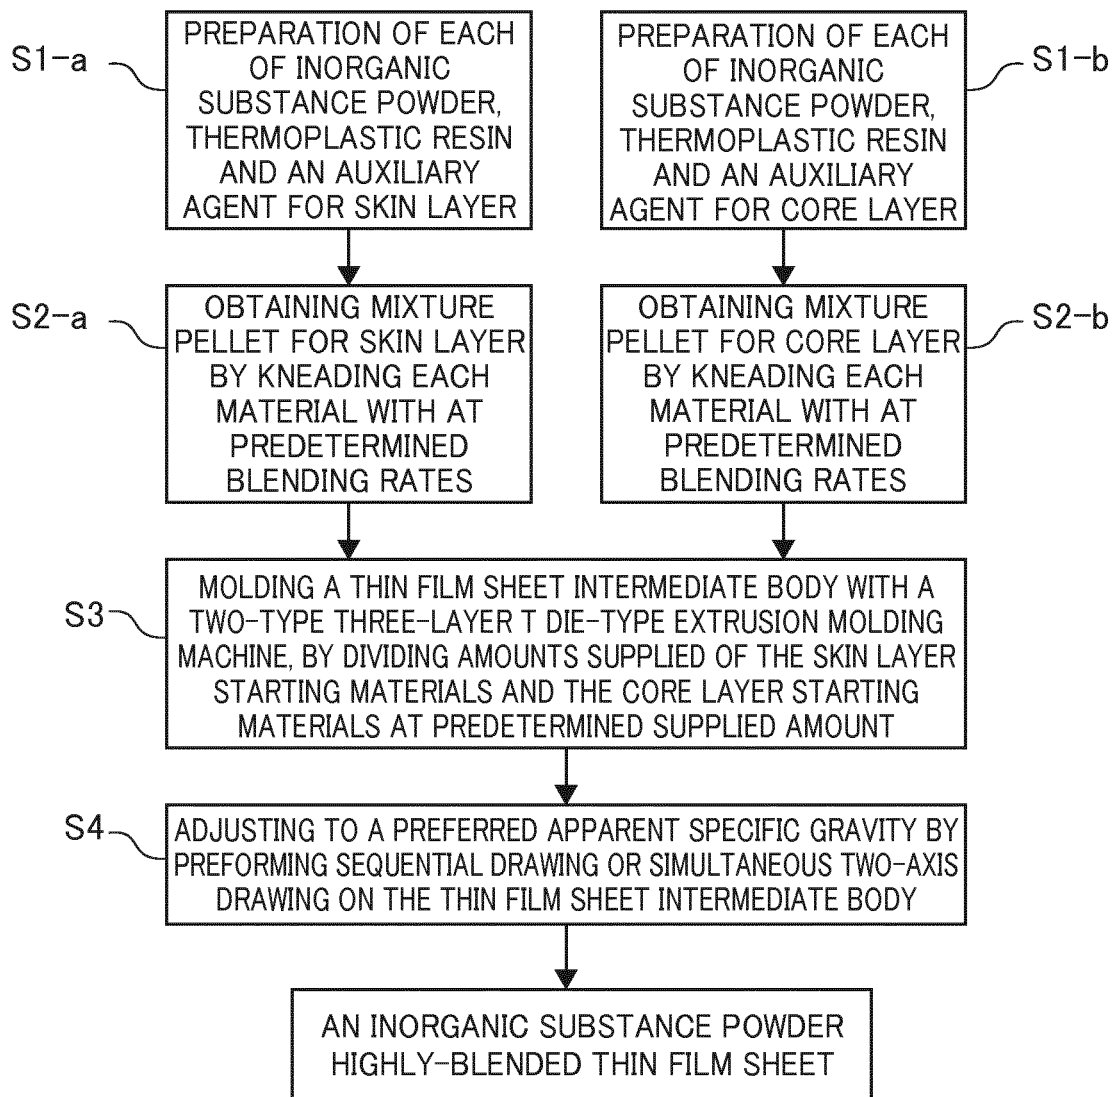 S1-a
PREPARATION OF EACH
OF INORGANIC
SUBSTANCE POWDER,
THERMOPLASTIC RESIN
AND AN AUXILIARY
AGENT FOR SKIN LAYER
PREPARATION OF EACH
OF INORGANIC
SUBSTANCE POWDER,
THERMOPLASTIC RESIN
AND AN AUXILIARY
AGENT FOR CORE LAYER
S1-b
S2-a
OBTAINING MIXTURE
PELLET FOR SKIN LAYER
BY KNEADING EACH
MATERIAL WITH AT
PREDETERMINED
BLENDING RATES
OBTAINING MIXTURE
PELLET FOR CORE LAYER
BY KNEADING EACH
MATERIAL WITH AT
PREDETERMINED
BLENDING RATES
S2-b
S3
MOLDING A THIN FILM SHEET INTERMEDIATE BODY WITH A
TWO-TYPE THREE-LAYER T DIE-TYPE EXTRUSION MOLDING
MACHINE, BY DIVIDING AMOUNTS SUPPLIED OF THE SKIN LAYER
STARTING MATERIALS AND THE CORE LAYER STARTING
MATERIALS AT PREDETERMINED SUPPLIED AMOUNT
S4
ADJUSTING TO A PREFERRED APPARENT SPECIFIC GRAVITY BY
PREFORMING SEQUENTIAL DRAWING OR SIMULTANEOUS TWO-AXIS
DRAWING ON THE THIN FILM SHEET INTERMEDIATE BODY
AN INORGANIC SUBSTANCE POWDER
HIGHLY-BLENDED THIN FILM SHEET